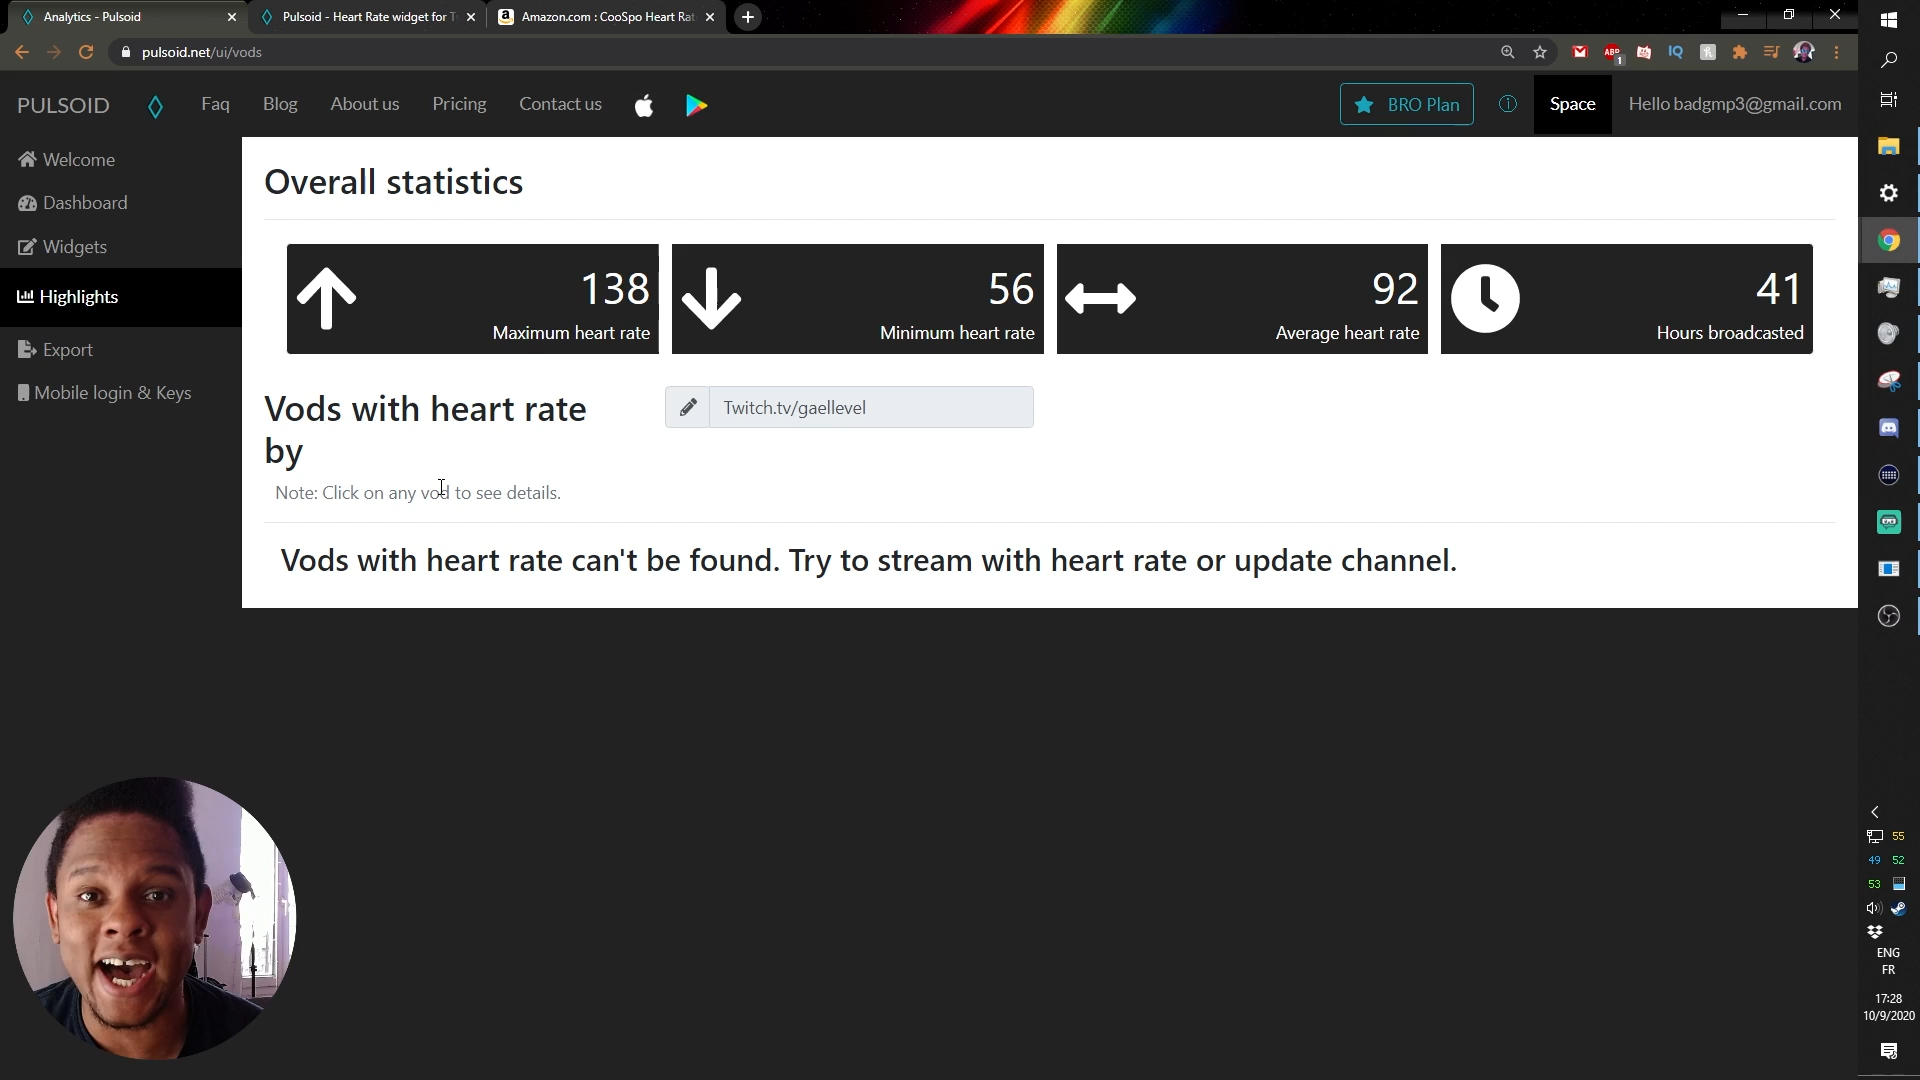 Analytics - Pulsoid
Pulsoid - Heart Rate widget for T
Amazon.com : CooSpo Heart Rat
pulsoid.net/ui/vods
ABP
1
IQ
PULSOID
Faq
Blog
About us
Pricing
Contact us
BRO Plan
Space
Hello badgmp3@gmail.com
Welcome
Dashboard
Widgets
Highlights
Export
Mobile login & Keys
Overall statistics
138
Maximum heart rate
56
Minimum heart rate
92
Average heart rate
41
Hours broadcasted
Vods with heart rate
by
Twitch.tv/gaellevel
Note: Click on any vod to see details.
Vods with heart rate can't be found. Try to stream with heart rate or update channel.
55
49 52
53
ENG
FR
17:28
10/9/2020